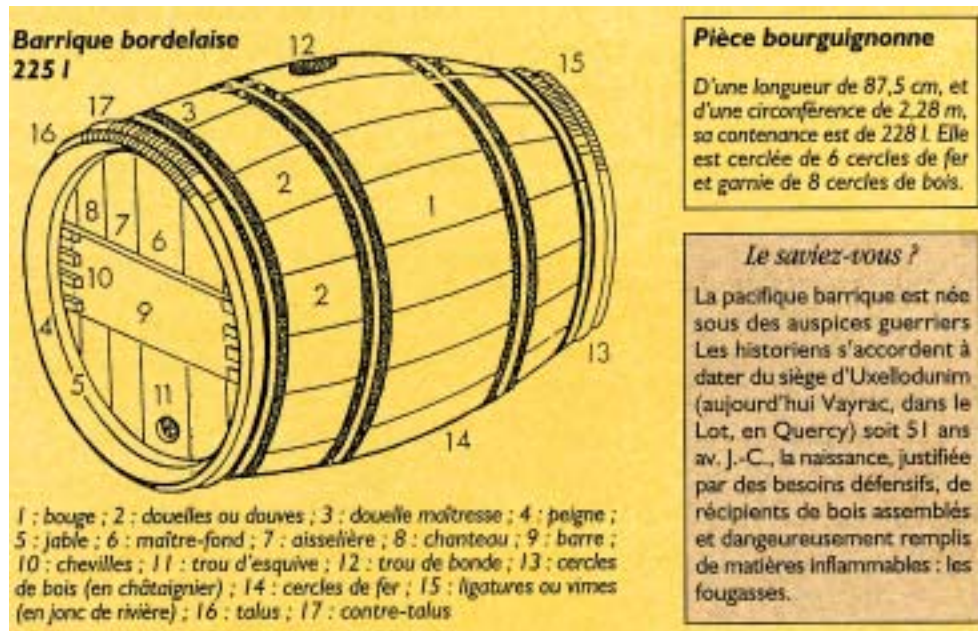 Barrique bordelaise
225 l
12
15
17
3
16
2
1
8
7
6
10
2
9
4
13
5
11
14
1 : bouge ; 2 : douelles ou douves ; 3 : douelle maîtresse ; 4 : peigne ;
5 : jable ; 6 : maître-fond ; 7 : aisselière ; 8 : chanteau ; 9 : barre ;
10 : chevilles ; 11 : trou d'esquive ; 12 : trou de bonde ; 13 : cercles
de bois (en châtaignier) ; 14 : cercles de fer ; 15 : ligatures ou vimes
(en jonc de rivière) ; 16 : talus ; 17 : contre-talus
Pièce bourguignonne
D'une longueur de 87,5 cm, et
d'une circonférence de 2,28 m,
sa contenance est de 228 l. Elle
est cerclée de 6 cercles de fer
et garnie de 8 cercles de bois.
Le saviez-vous ?
La pacifique barrique est née
sous des auspices guerriers
Les historiens s'accordent à
dater du siège d'Uxellodunim
(aujourd'hui Vayrac, dans le
Lot, en Quercy) soit 51 ans
av. J.-C., la naissance, justifiée
par des besoins défensifs, de
récipients de bois assemblés
et dangeureusement remplis
de matières inflammables : les
fougasses.